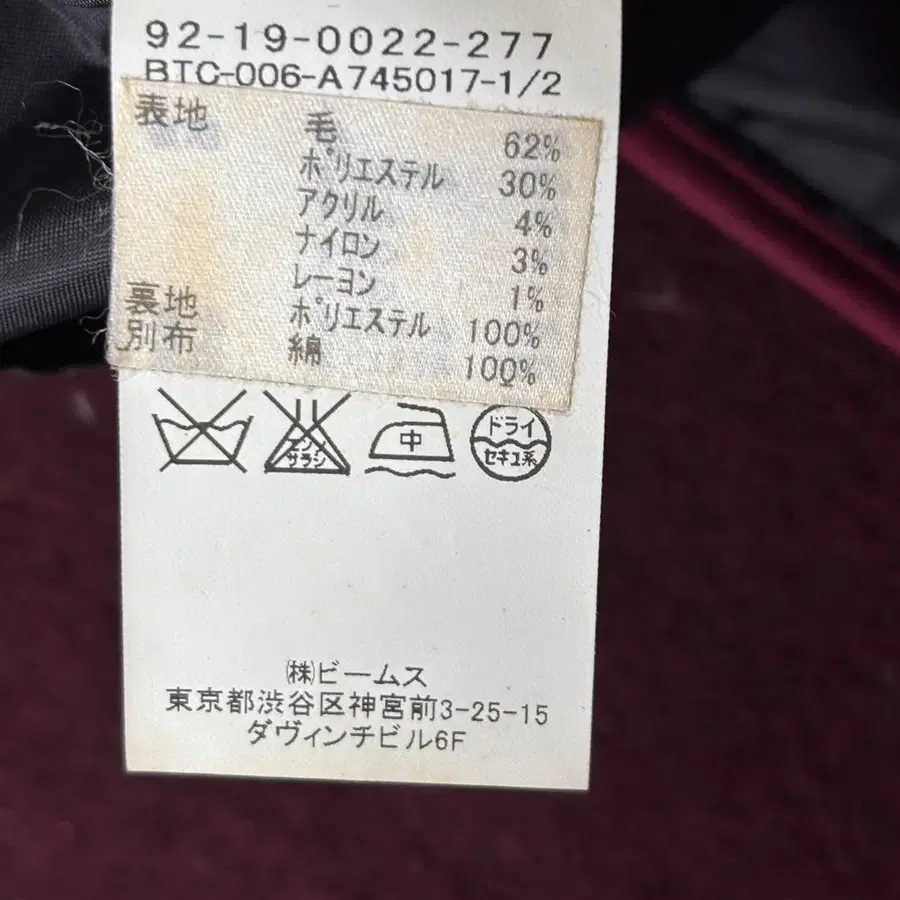 92-19-0022-277
BTC-006-A745017-1/2
表地 毛 62%
ポリエステル 30%
アクリル 4%
ナイロン 3%
レーヨン 1%
裏地 ポリエステル 100%
別布 綿 100%
エンソ サラシ 中 ドライ セキユ系
㈱ビームス
東京都渋谷区神宮前3-25-15
ダヴィンチビル6F